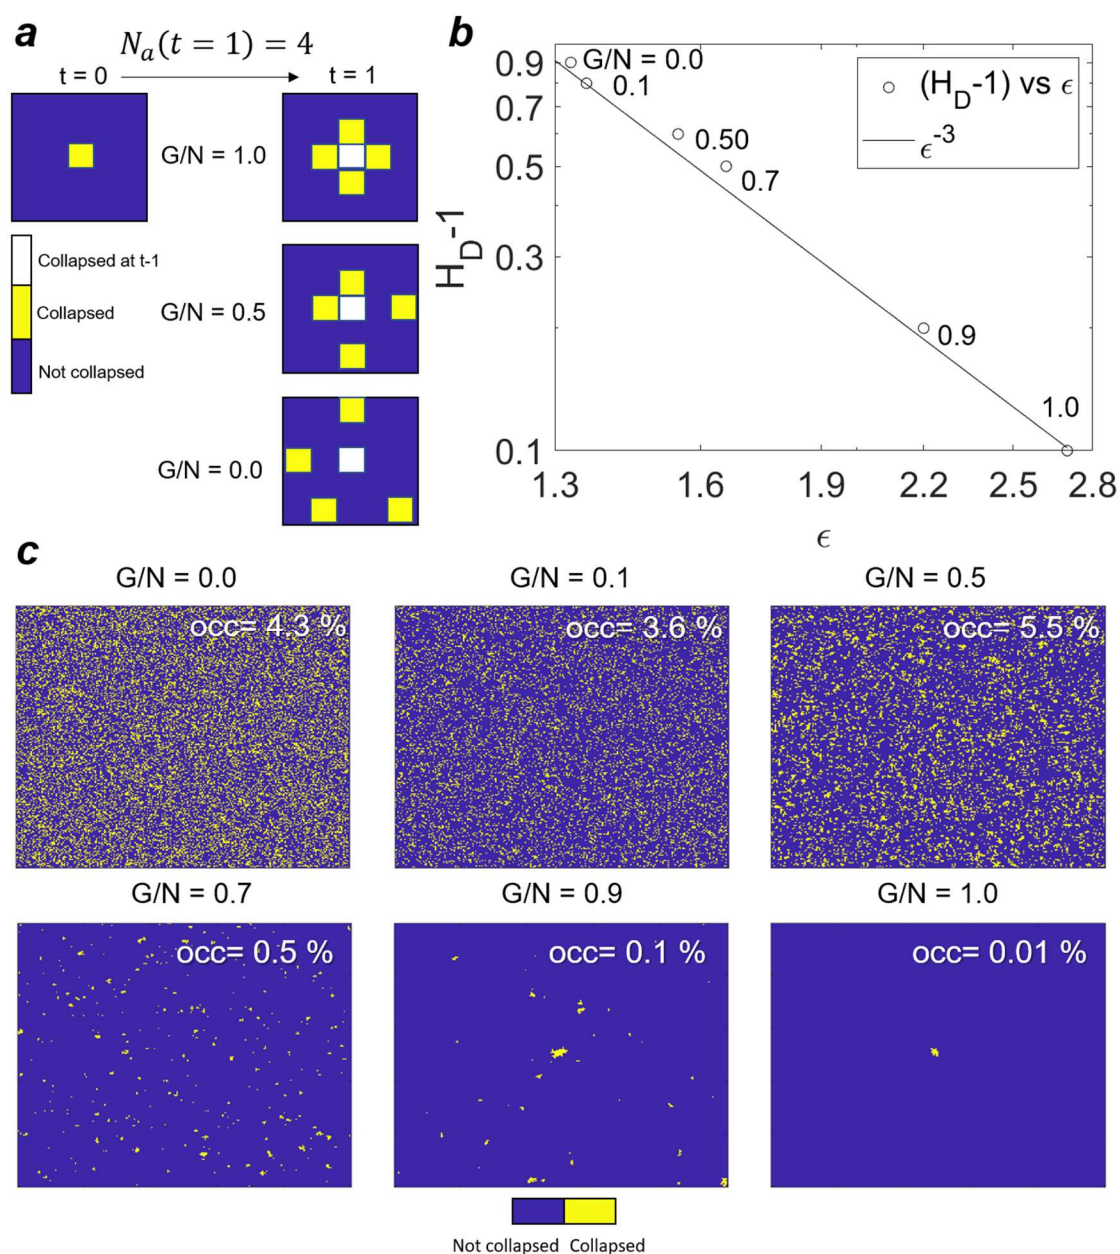 a
N_a(t = 1) = 4
t = 0
t = 1
G/N = 1.0
Collapsed at t-1
Collapsed
Not collapsed
G/N = 0.5
G/N = 0.0
b
0.9
0.7
0.5
0.3
0.1
H_D-1
G/N = 0.0
0.1
0.50
0.7
0.9
1.0
(H_D-1) vs ϵ
ϵ^-3
1.3 1.6 1.9 2.2 2.5 2.8
ϵ
c
G/N = 0.0 G/N = 0.1 G/N = 0.5
occ= 4.3 % occ= 3.6 % occ= 5.5 %
G/N = 0.7 G/N = 0.9 G/N = 1.0
occ= 0.5 % occ= 0.1 % occ= 0.01 %
Not collapsed Collapsed